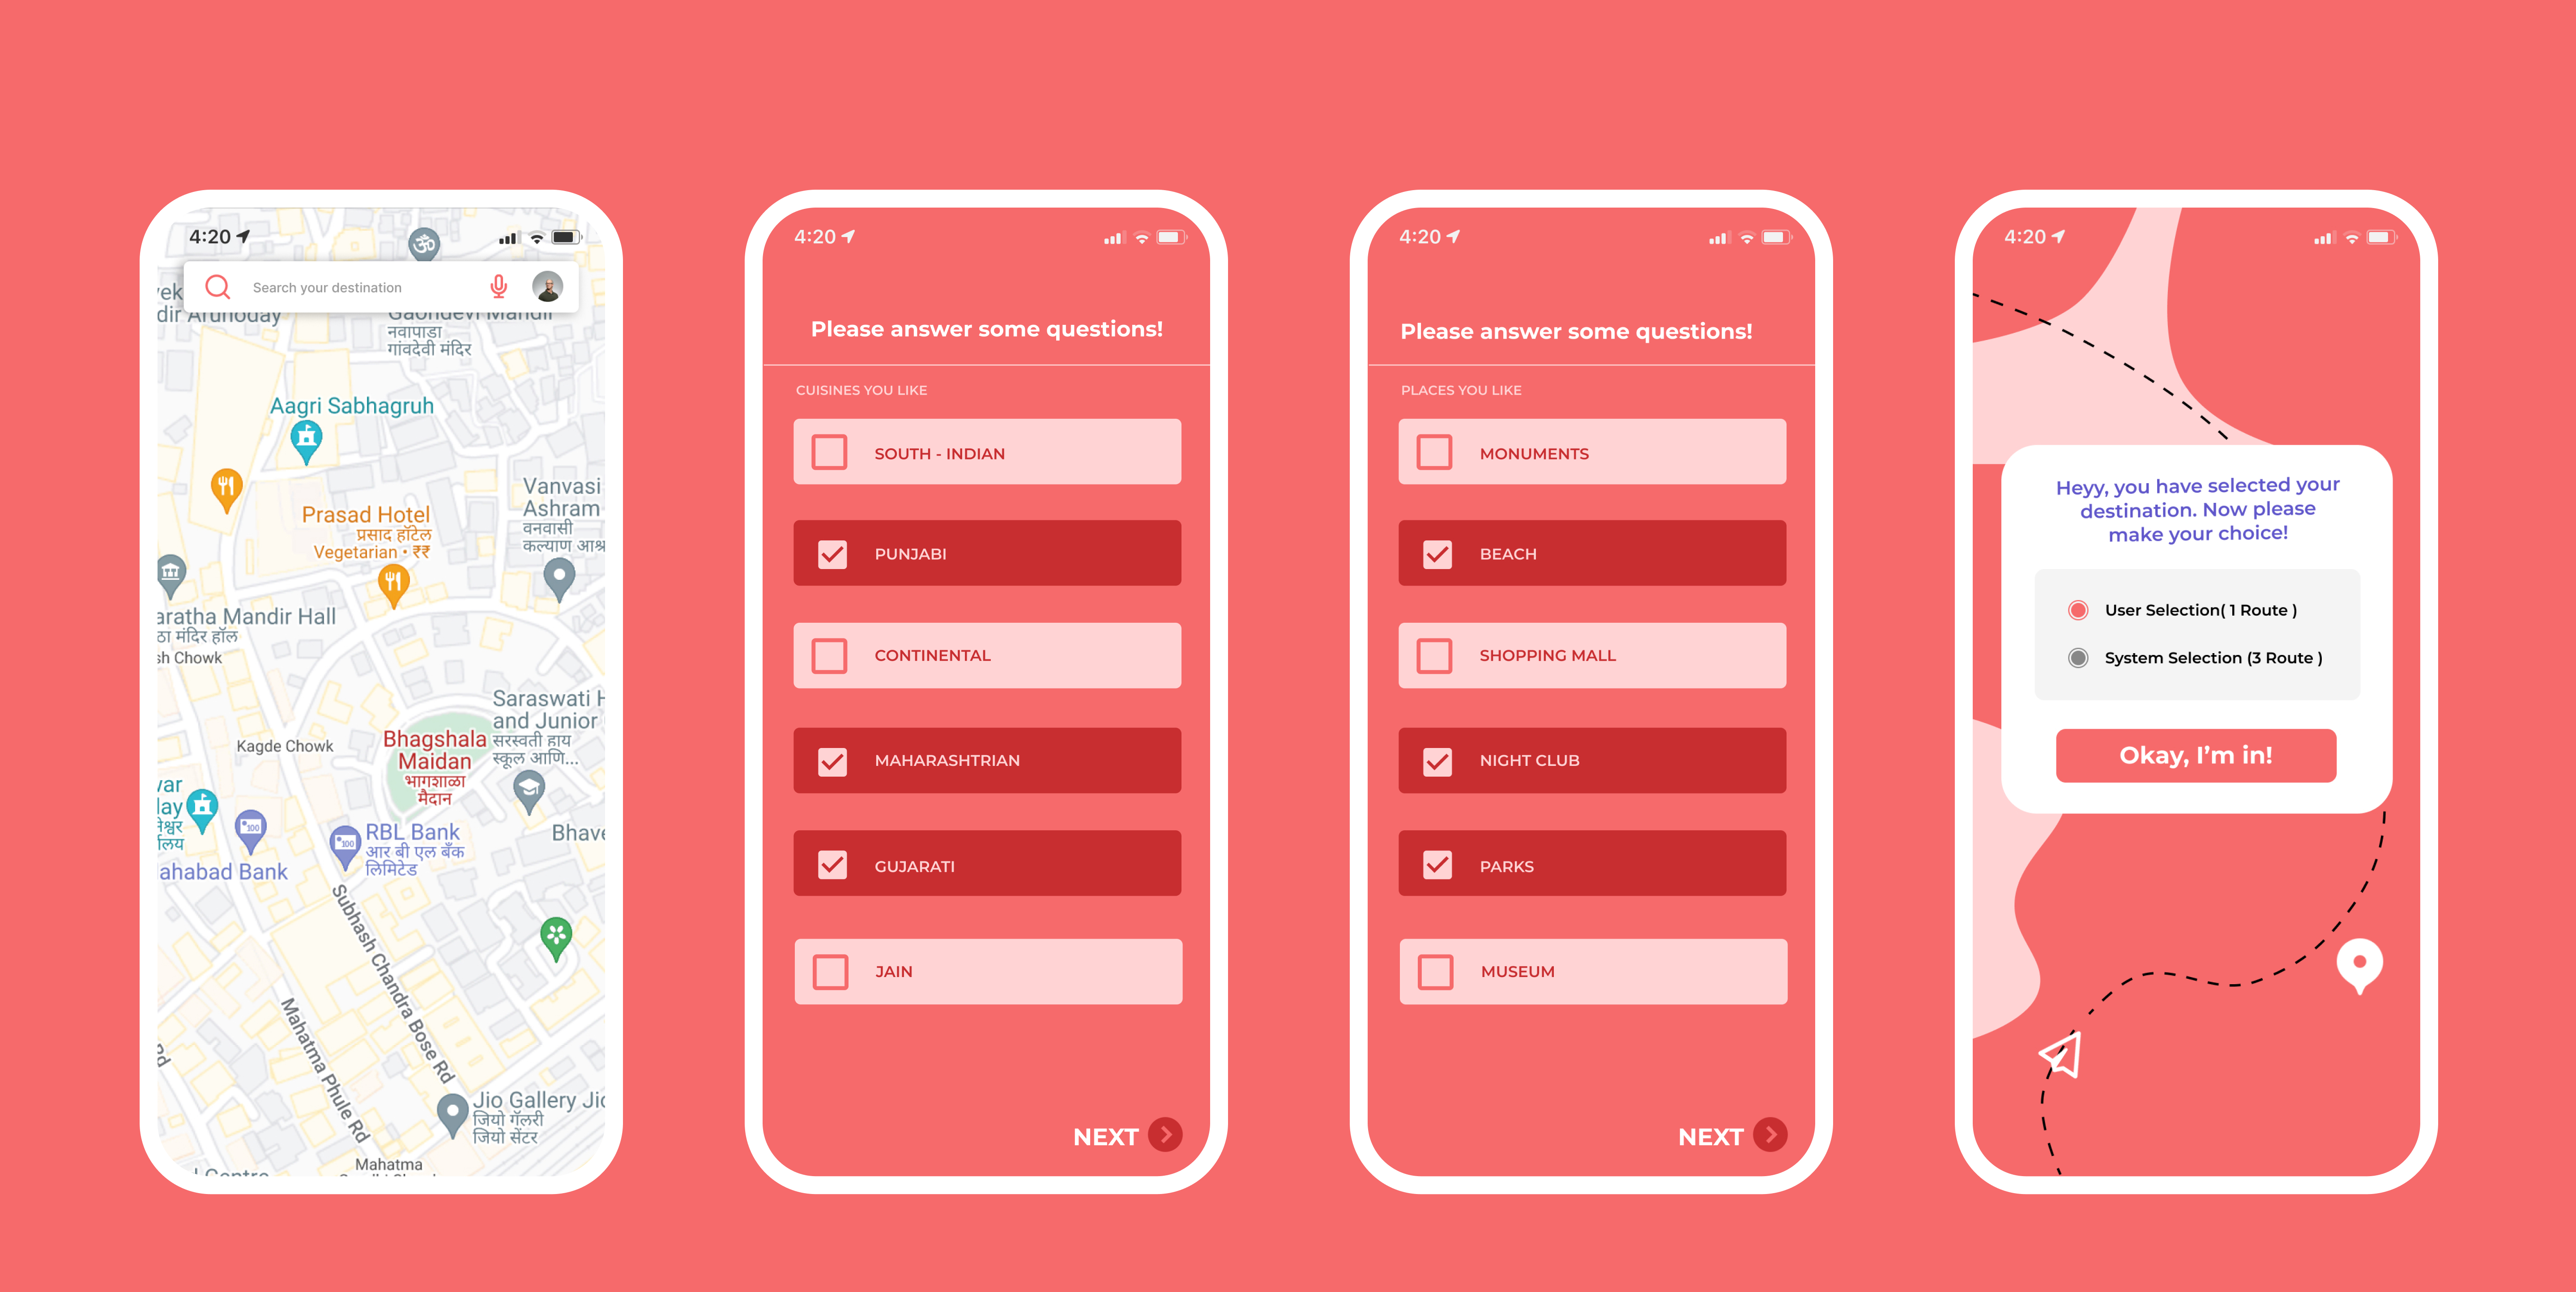 4:20
Search your destination
dir Arunoday
Gaondevi Mandir
नवापाडा
गांवदेवी मंदिर
Aagri Sabhagruh
Vanvasi
Ashram
वनवासी
कल्याण आश्र
Prasad Hotel
प्रसाद हॉटेल
Vegetarian • ₹₹
aratha Mandir Hall
ठा मंदिर हॉल
sh Chowk
Saraswati H
and Junior
सरस्वती हाय
स्कूल आणि...
Kagde Chowk
Bhagshala
Maidan
भागशाळा
मैदान
var
lay
नेश्वर
लय
RBL Bank
आर बी एल बँक
लिमिटेड
Bhave
ahabad Bank
Subhash Chandra Bose Rd
Mahatma Phule Rd
Rd
Jio Gallery Jio
जियो गॅलरी
जियो सेंटर
Mahatma
4:20
Please answer some questions!
CUISINES YOU LIKE
SOUTH - INDIAN
PUNJABI
CONTINENTAL
MAHARASHTRIAN
GUJARATI
JAIN
NEXT
4:20
Please answer some questions!
PLACES YOU LIKE
MONUMENTS
BEACH
SHOPPING MALL
NIGHT CLUB
PARKS
MUSEUM
NEXT
4:20
Heyy, you have selected your
destination. Now please
make your choice!
User Selection( 1 Route )
System Selection (3 Route )
Okay, I'm in!